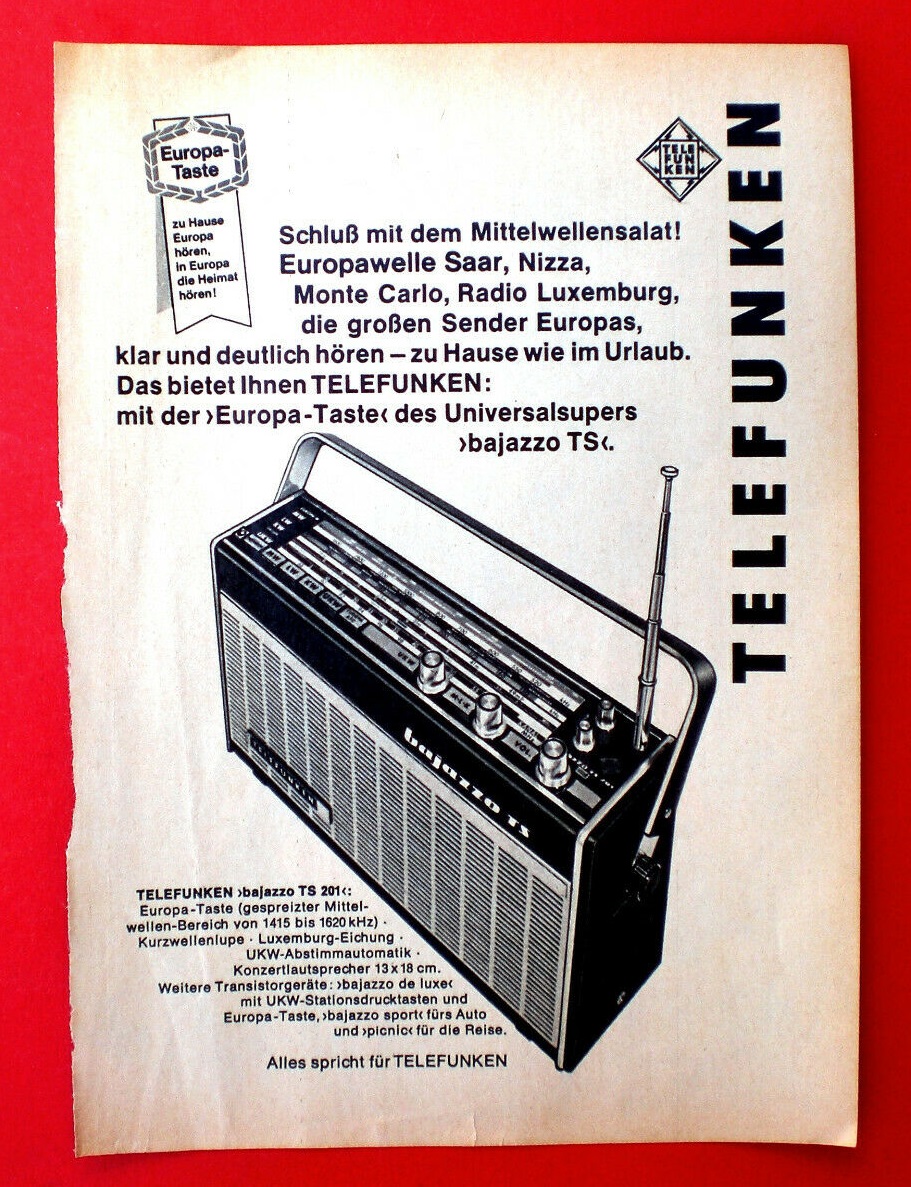 Europa-
Taste
zu Hause
Europa
hören,
in Europa
die Heimat
hören!
TELE
FUN
KEN
TELEFUNKEN
Schluß mit dem Mittelwellensalat!
Europawelle Saar, Nizza,
Monte Carlo, Radio Luxemburg,
die großen Sender Europas,
klar und deutlich hören – zu Hause wie im Urlaub.
Das bietet Ihnen TELEFUNKEN:
mit der ›Europa-Taste‹ des Universalsupers
›bajazzo TS‹.
UKW
VOL
bajazzo TS
TELEFUNKEN
TELEFUNKEN ›bajazzo TS 201‹:
Europa-Taste (gespreizter Mittel-
wellen-Bereich von 1415 bis 1620 kHz) ·
Kurzwellenlupe · Luxemburg-Eichung ·
UKW-Abstimmautomatik ·
Konzertlautsprecher 13 x 18 cm.
Weitere Transistorgeräte: ›bajazzo de luxe‹
mit UKW-Stationsdrucktasten und
Europa-Taste, ›bajazzo sport‹ fürs Auto
und ›picnic‹ für die Reise.
Alles spricht für TELEFUNKEN